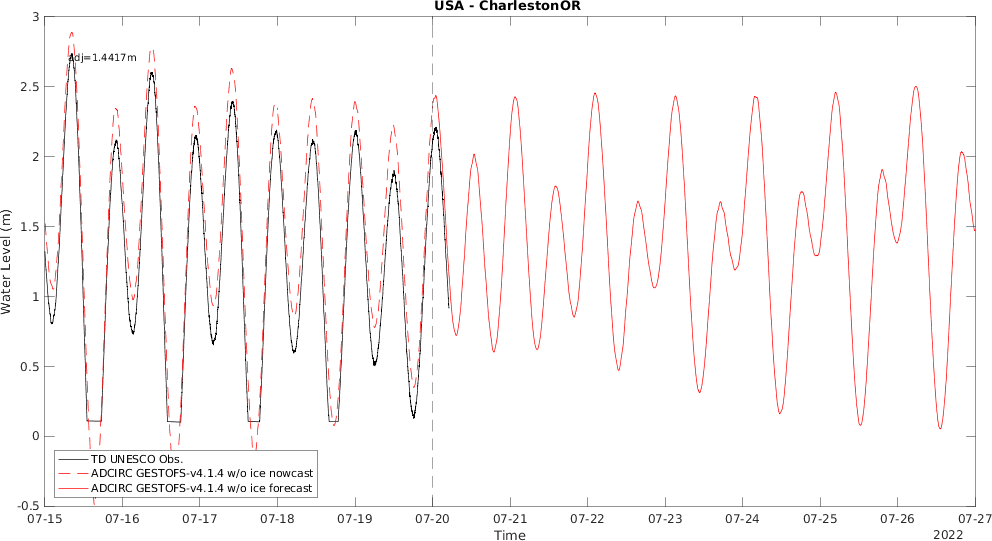 USA - CharlestonOR
3
adj=1.4417m
2.5
2
1.5
1
0.5
0
-0.5
Water Level (m)
TD UNESCO Obs.
ADCIRC GESTOFS-v4.1.4 w/o ice nowcast
ADCIRC GESTOFS-v4.1.4 w/o ice forecast
07-15 07-16 07-17 07-18 07-19 07-20 07-21 07-22 07-23 07-24 07-25 07-26 07-27
Time
2022